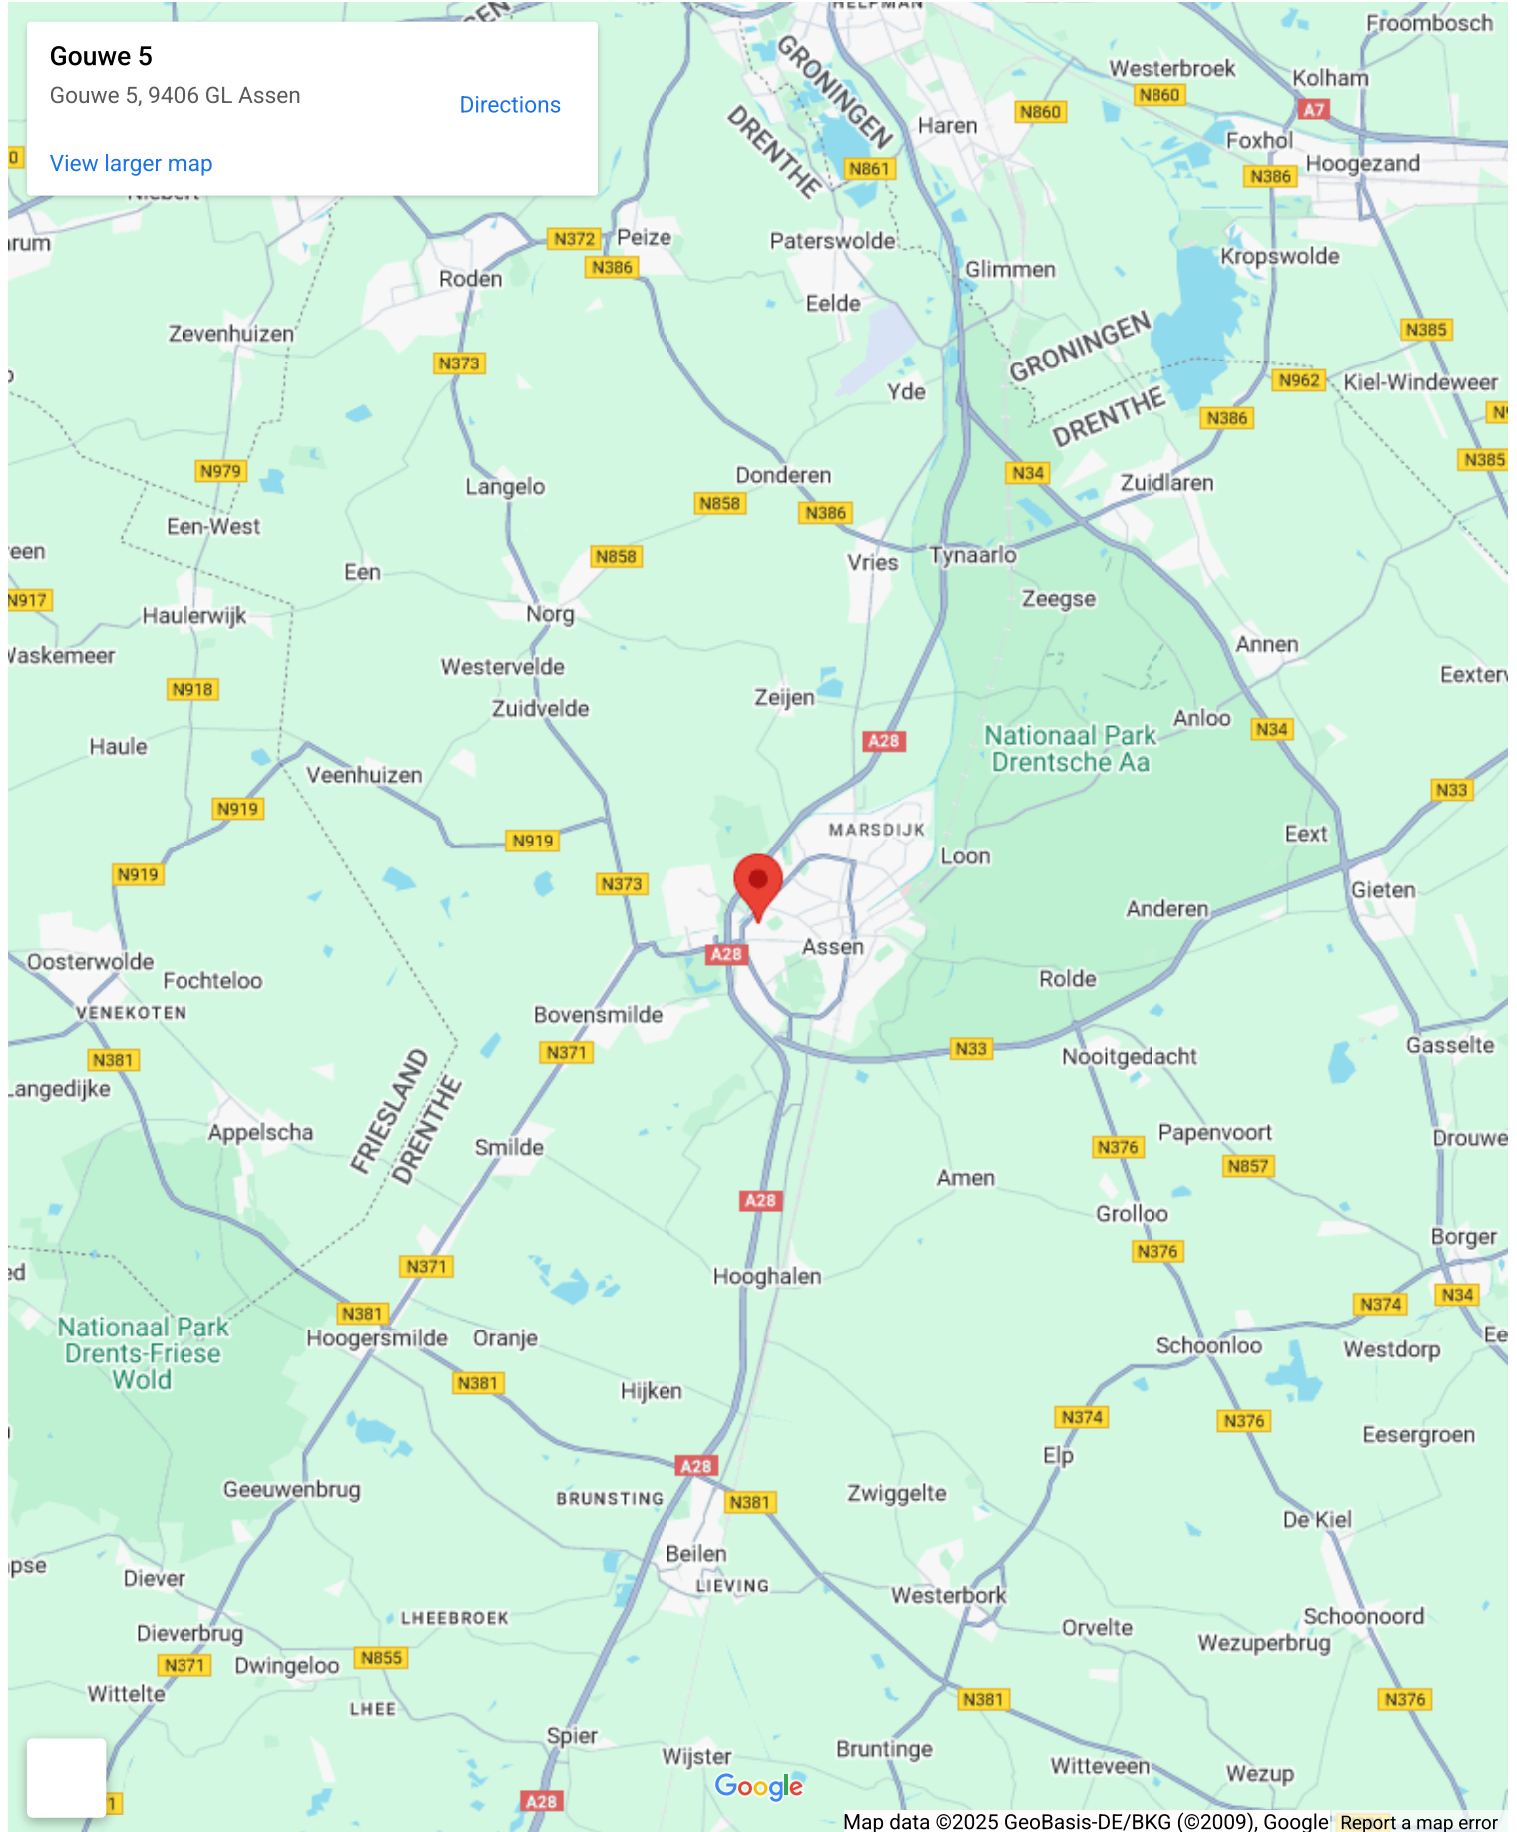 Gouwe 5
Gouwe 5, 9406 GL Assen
Directions
View larger map
HELPMAN
Froombosch
GRONINGEN
DRENTHE
Westerbroek
Kolham
N860
N860
A7
Haren
Foxhol
N861
N386
Hoogezand
N372
Peize
Paterswolde
N386
Glimmen
Kropswolde
Roden
Eelde
Zevenhuizen
N385
GRONINGEN
DRENTHE
N373
Yde
N962
Kiel-Windeweer
N386
N385
N979
Donderen
N34
Langelo
Zuidlaren
N858
N386
Een-West
N858
Tynaarlo
Vries
Een
N917
Zeegse
Haulerwijk
Norg
Annen
Waskemeer
Westervelde
N918
Zeijen
Zuidvelde
Anloo
N34
A28
Nationaal Park
Drentsche Aa
Haule
Veenhuizen
N33
N919
N919
MARSDIJK
Eext
Loon
N919
N373
Gieten
Anderen
Assen
A28
Oosterwolde
Fochteloo
Rolde
VENEKOTEN
Bovensmilde
N381
N371
N33
Nooitgedacht
Gasselte
Langedijke
FRIESLAND
DRENTHE
Appelscha
Smilde
N376
Papenvoort
N857
Amen
A28
Grolloo
N376
Borger
N371
Hooghalen
N374
N34
N381
Nationaal Park
Drents-Friese
Wold
Hoogersmilde
Oranje
Schoonloo
Westdorp
N381
Hijken
N374
N376
Eesergroen
Elp
A28
Geeuwenbrug
BRUNSTING
N381
Zwiggelte
De Kiel
Beilen
Diever
LIEVING
Westerbork
LHEEBROEK
Schoonoord
Dieverbrug
Orvelte
Wezuperbrug
N371
Dwingeloo
N855
Wittelte
LHEE
N381
N376
Spier
Wijster
Bruntinge
Witteveen
Wezup
Google
A28
Map data ©2025 GeoBasis-DE/BKG (©2009), Google
Report a map error